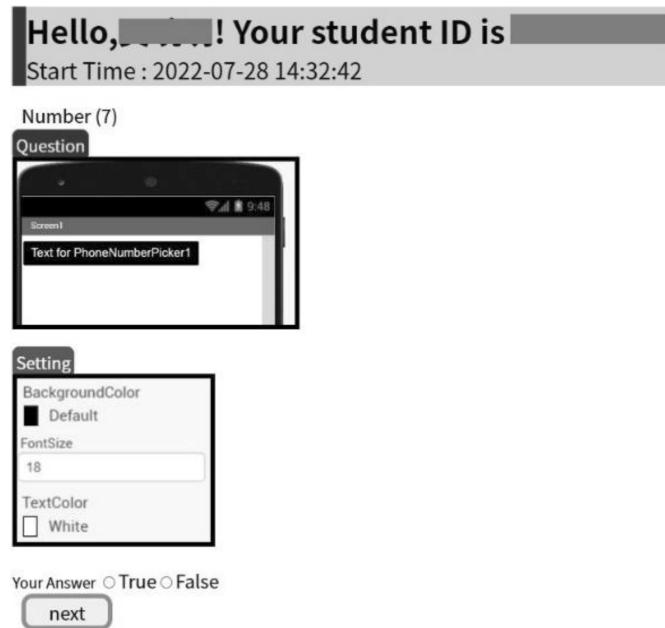 Hello, ! Your student ID is
Start Time : 2022-07-28 14:32:42
Number (7)
Question
9:48
Screen1
Text for PhoneNumberPicker1
Setting
BackgroundColor
Default
FontSize
18
TextColor
White
Your Answer True False
next